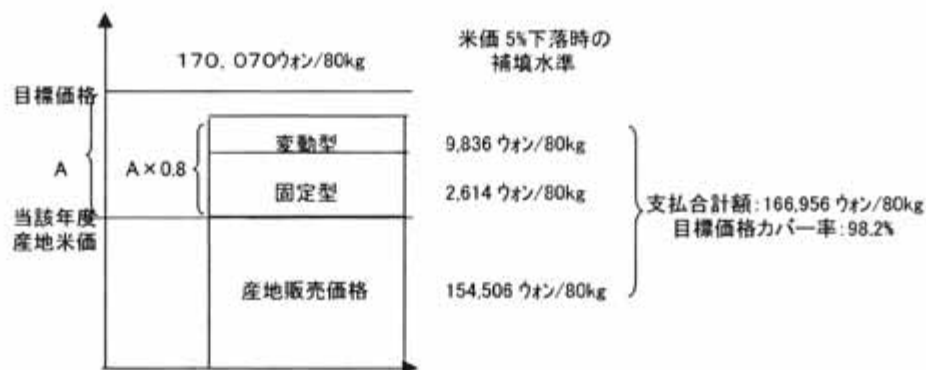 170,070ウォン/80kg
米価 5%下落時の
補填水準
目標価格
A
A×0.8
変動型
9,836 ウォン/80kg
固定型
2,614 ウォン/80kg
当該年度
産地米価
支払合計額:166,956 ウォン/80kg
目標価格カバー率:98.2%
産地販売価格
154,506 ウォン/80kg